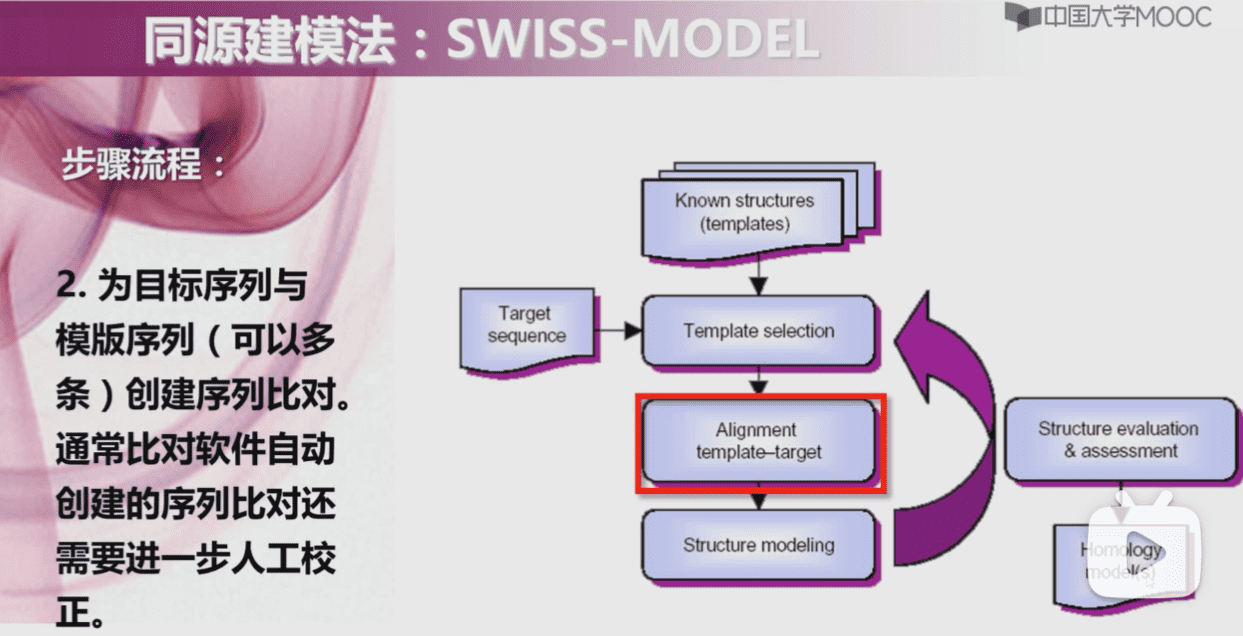 同源建模法：SWISS-MODEL
中国大学MOOC
步骤流程：
2. 为目标序列与
模版序列（可以多
条）创建序列比对。
通常比对软件自动
创建的序列比对还
需要进一步人工校
正。
Known structures
(templates)
Target
sequence
Template selection
Alignment
template–target
Structure modeling
Structure evaluation
& assessment
Homology
model(s)